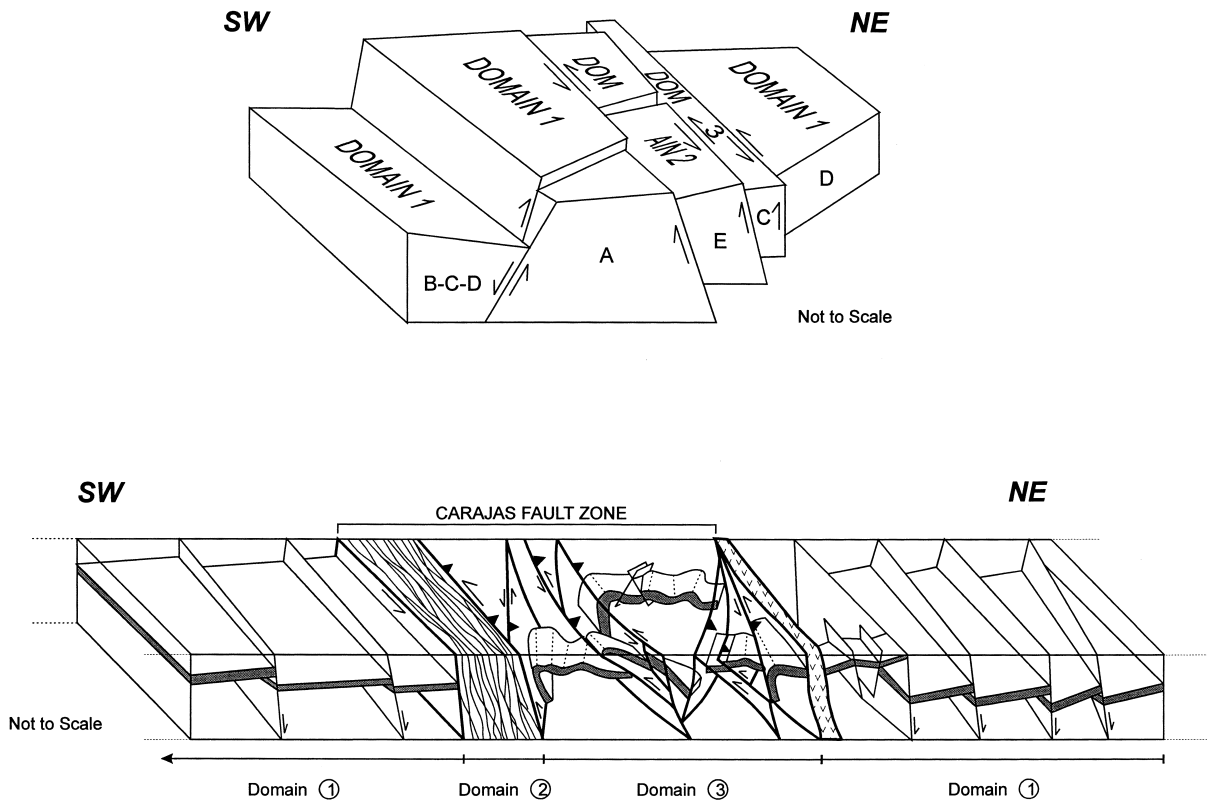 SW
NE
DOMAIN 1
DOM
DOM
DOMAIN 1
DOMAIN 1
AIN 2
3
D
C
E
A
B-C-D
Not to Scale
SW
NE
CARAJAS FAULT ZONE
Not to Scale
Domain ① Domain ② Domain ③ Domain ①